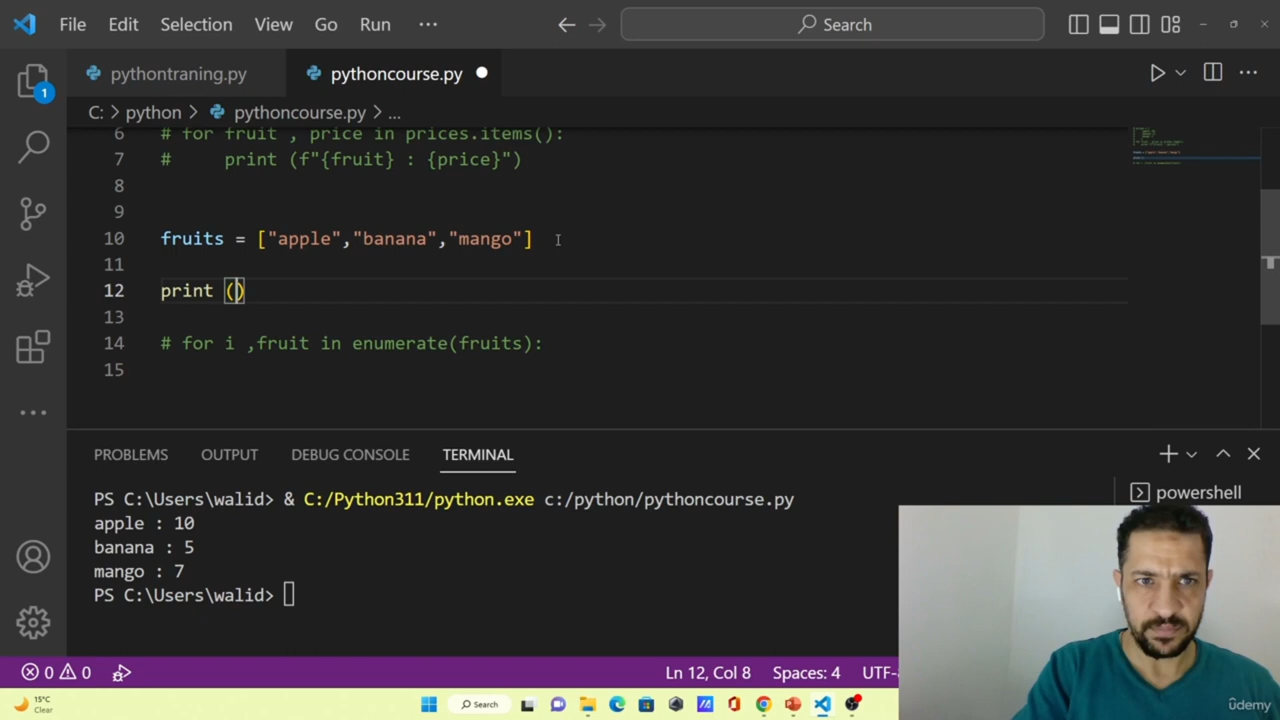 File Edit Selection View Go Run ··· Search
pythontraning.py pythoncourse.py
C: > python > pythoncourse.py > ...
6 # for fruit , price in prices.items():
7 #     print (f"{fruit} : {price}")
8
9
10 fruits = ["apple","banana","mango"]
11
12 print ()
13
14 # for i ,fruit in enumerate(fruits):
15
1
PROBLEMS OUTPUT DEBUG CONSOLE TERMINAL
PS C:\Users\walid> & C:/Python311/python.exe c:/python/pythoncourse.py
powershell
apple : 10
banana : 5
mango : 7
PS C:\Users\walid>
0 0 Ln 12, Col 8 Spaces: 4 UTF-8
15°C
Clear
Search
ûdemy